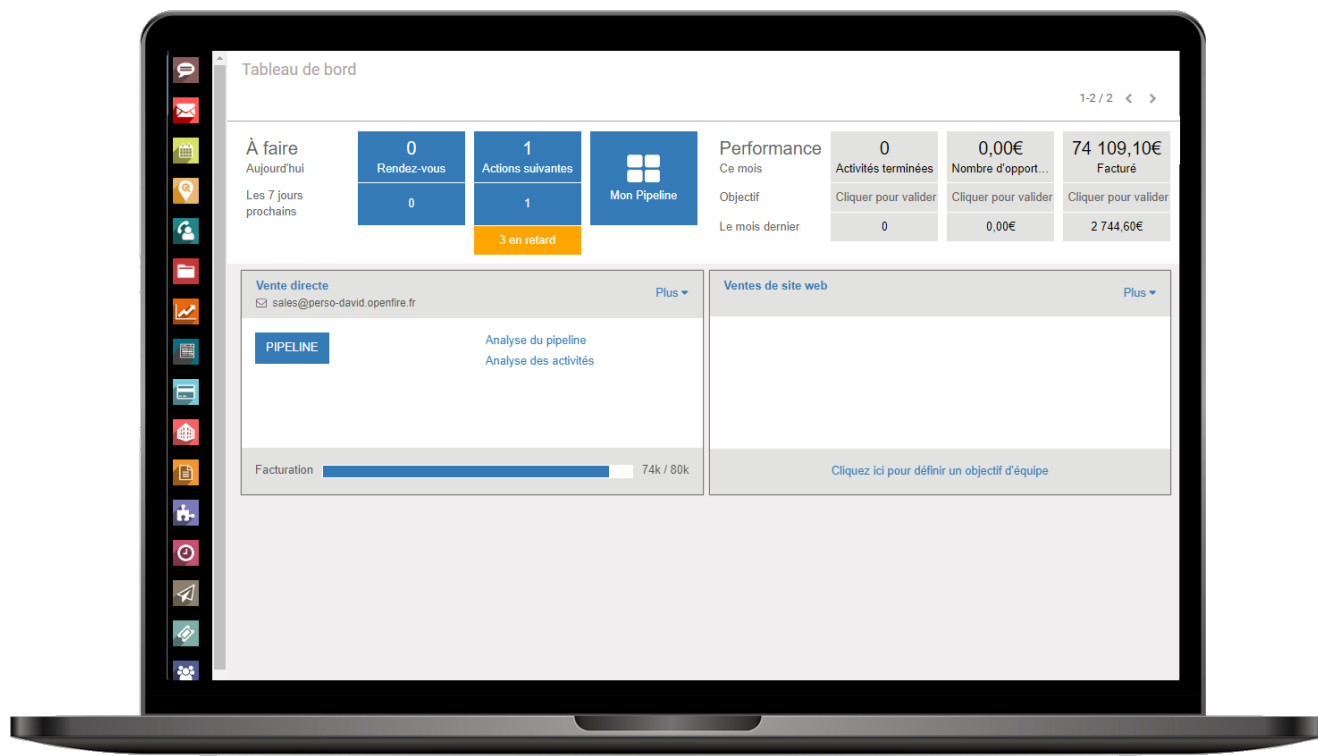 Tableau de bord
1-2 / 2
À faire
Aujourd'hui
Les 7 jours
prochains
0
Rendez-vous
0
1
Actions suivantes
1
3 en retard
Mon Pipeline
Performance
Ce mois
Objectif
Le mois dernier
0
Activités terminées
Cliquer pour valider
0
0,00€
Nombre d'opport...
Cliquer pour valider
0,00€
74 109,10€
Facturé
Cliquer pour valider
2 744,60€
Vente directe
sales@perso-david.openfire.fr
Plus
PIPELINE
Analyse du pipeline
Analyse des activités
Facturation
74k / 80k
Ventes de site web
Plus
Cliquez ici pour définir un objectif d'équipe